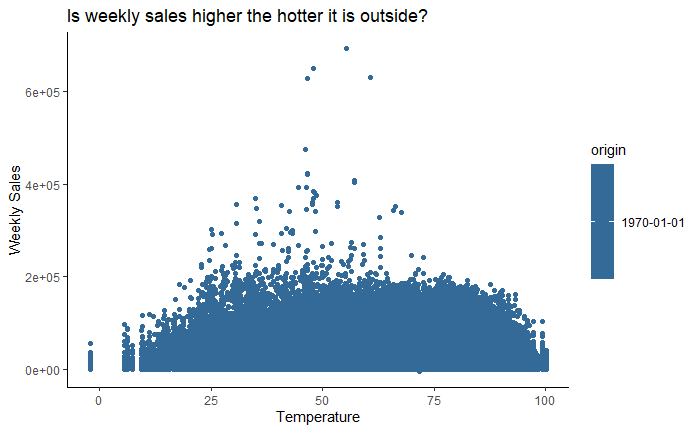 Is weekly sales higher the hotter it is outside?
6e+05
4e+05
2e+05
0e+00
Weekly Sales
0
25
50
75
100
Temperature
origin
1970-01-01